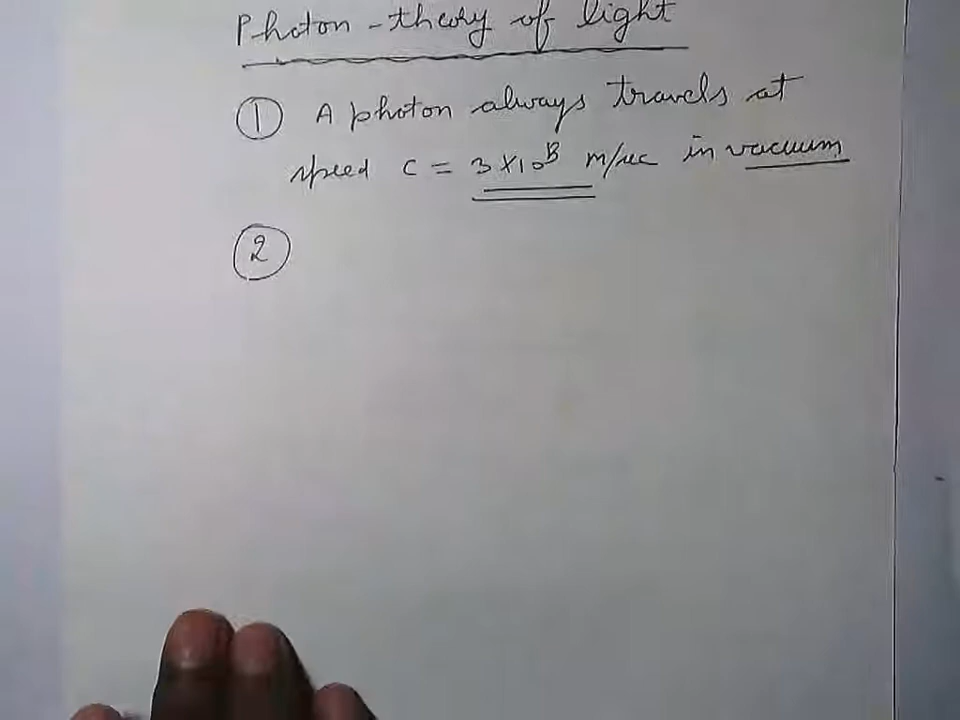 Photon - theory of light
① A photon always travels at
speed c = 3 × 10⁸ m/sec in vacuum
②